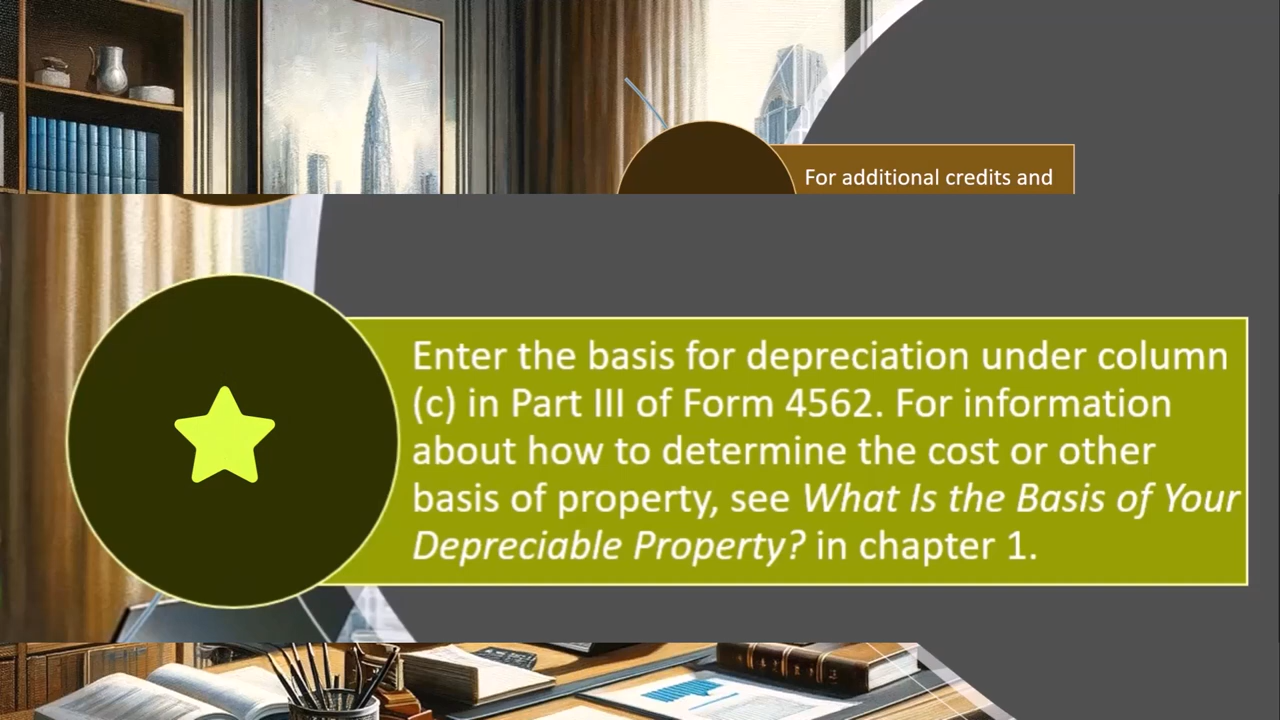 For additional credits and
Enter the basis for depreciation under column
(c) in Part III of Form 4562. For information
about how to determine the cost or other
basis of property, see What Is the Basis of Your
Depreciable Property? in chapter 1.